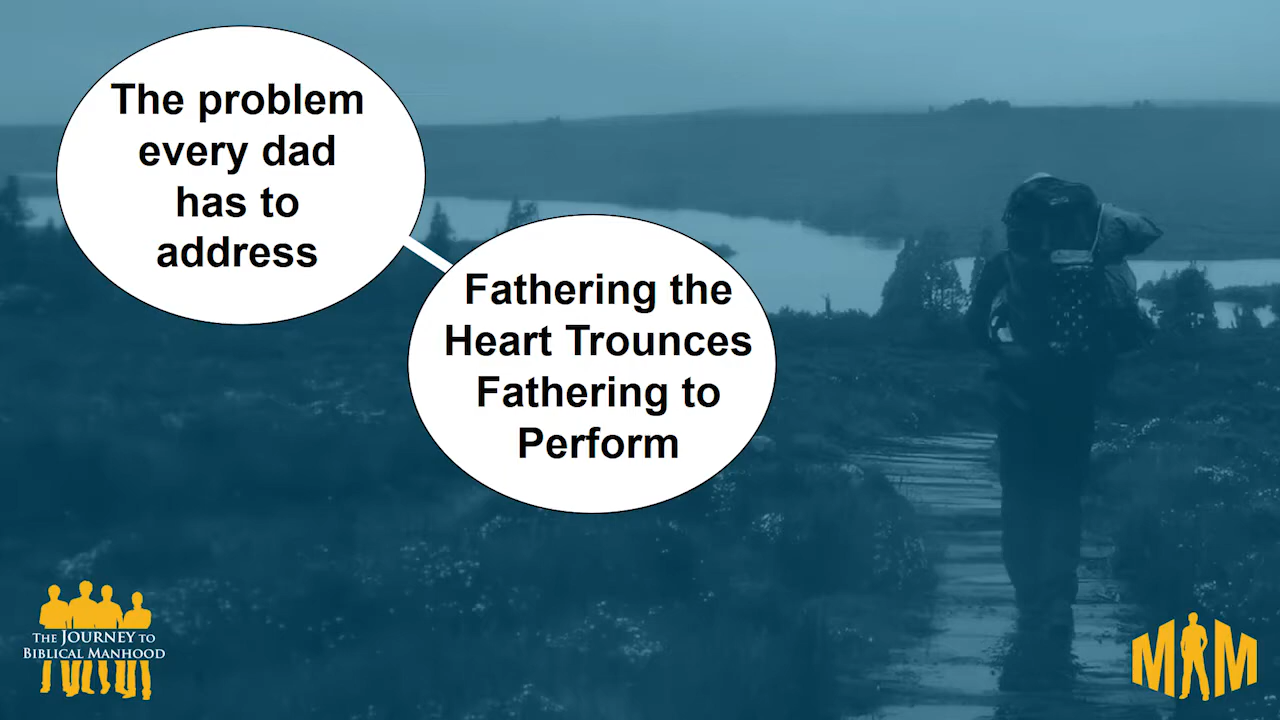 The problem
every dad
has to
address
Fathering the
Heart Trounces
Fathering to
Perform
The Journey to
Biblical Manhood
MM